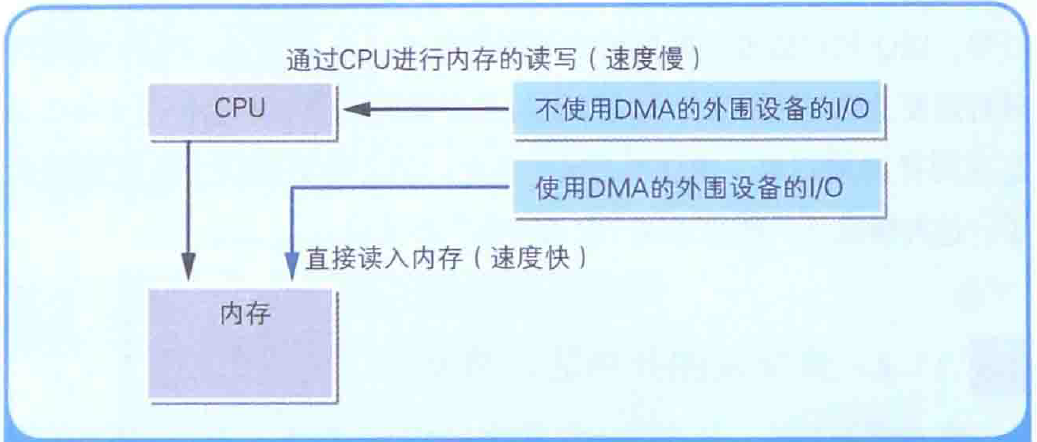 通过CPU进行内存的读写（速度慢）
CPU
不使用DMA的外围设备的I/O
使用DMA的外围设备的I/O
直接读入内存（速度快）
内存